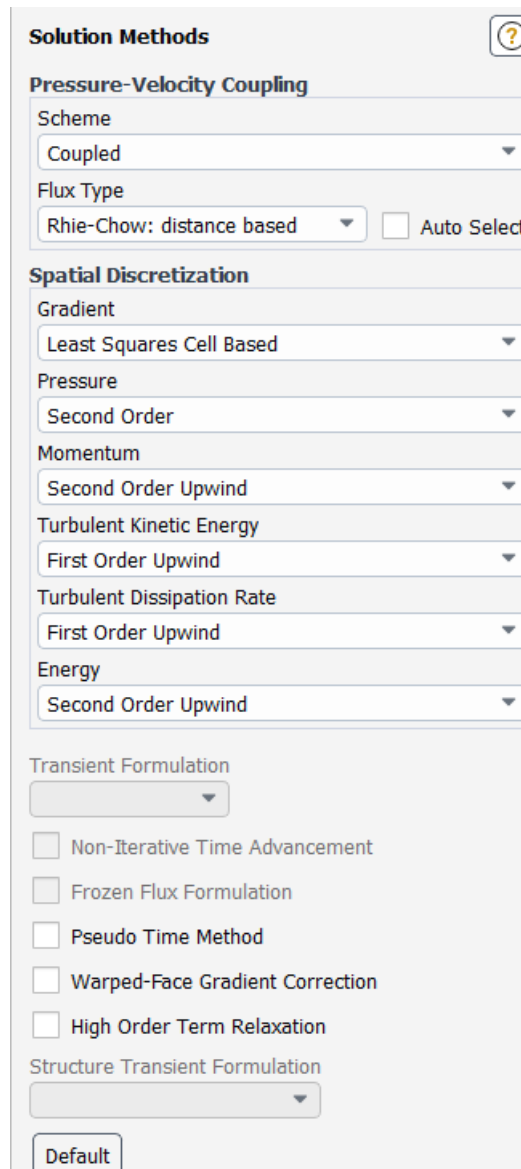 Solution Methods
?
Pressure-Velocity Coupling
Scheme
Coupled
Flux Type
Rhie-Chow: distance based
Auto Select
Spatial Discretization
Gradient
Least Squares Cell Based
Pressure
Second Order
Momentum
Second Order Upwind
Turbulent Kinetic Energy
First Order Upwind
Turbulent Dissipation Rate
First Order Upwind
Energy
Second Order Upwind
Transient Formulation
Non-Iterative Time Advancement
Frozen Flux Formulation
Pseudo Time Method
Warped-Face Gradient Correction
High Order Term Relaxation
Structure Transient Formulation
Default